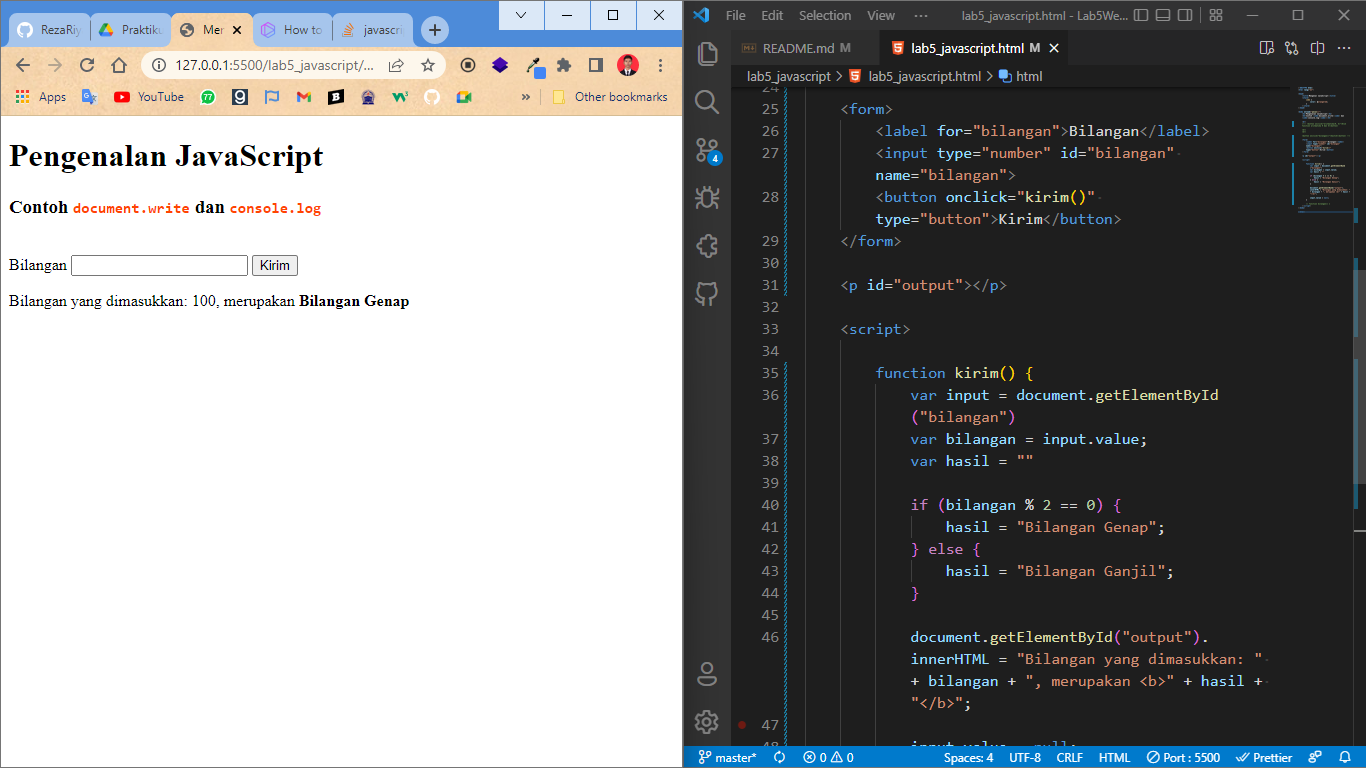 RezaRiy
Praktiku
Mer
How to
javascri
127.0.0.1:5500/lab5_javascript/...
Apps
YouTube
77
»
Other bookmarks
Pengenalan JavaScript
Contoh document.write dan console.log
Bilangan
Kirim
Bilangan yang dimasukkan: 100, merupakan Bilangan Genap
File Edit Selection View ··· lab5_javascript.html - Lab5We...
README.md M
lab5_javascript.html M
lab5_javascript > lab5_javascript.html > html
4
24
25 <form>
26 <label for="bilangan">Bilangan</label>
27 <input type="number" id="bilangan"
name="bilangan">
28 <button onclick="kirim()"
type="button">Kirim</button>
29 </form>
30
31 <p id="output"></p>
32
33 <script>
34
35 function kirim() {
36 var input = document.getElementById
("bilangan")
37 var bilangan = input.value;
38 var hasil = ""
39
40 if (bilangan % 2 == 0) {
41 hasil = "Bilangan Genap";
42 } else {
43 hasil = "Bilangan Ganjil";
44 }
45
46 document.getElementById("output").
innerHTML = "Bilangan yang dimasukkan: "
+ bilangan + ", merupakan <b>" + hasil +
"</b>";
47
48 input.value = null;
master* 0 0 Spaces: 4 UTF-8 CRLF HTML Port : 5500 Prettier